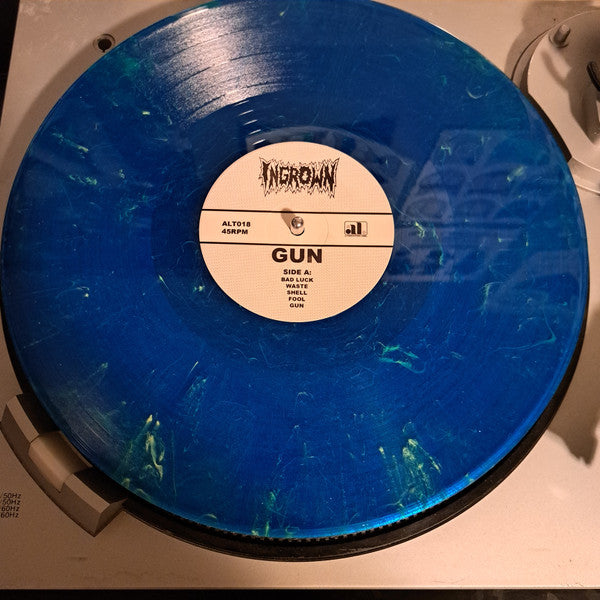 INGROWN
ALT018
45RPM
GUN
SIDE A:
BAD LUCK
WASTE
SHELL
FOOL
GUN
50Hz
50Hz
60Hz
60Hz